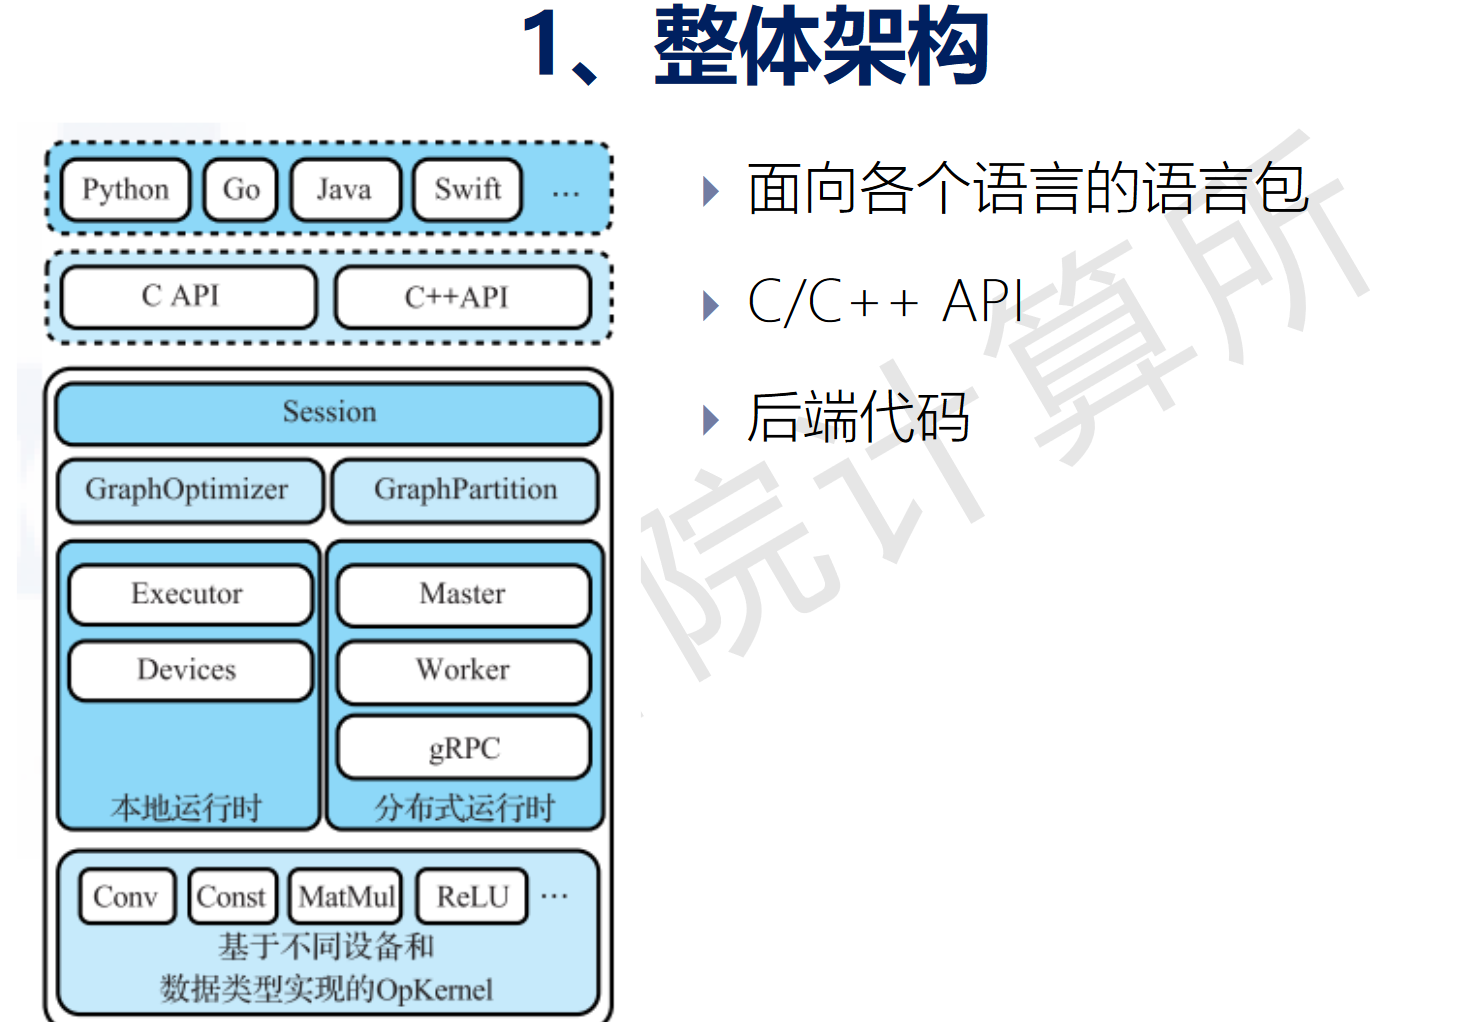 1、整体架构
Python Go Java Swift ...
C API C++API
Session
GraphOptimizer GraphPartition
Executor Master
Devices Worker
gRPC
本地运行时 分布式运行时
Conv Const MatMul ReLU ...
基于不同设备和
数据类型实现的OpKernel
面向各个语言的语言包
C/C++ API
后端代码
院计算所